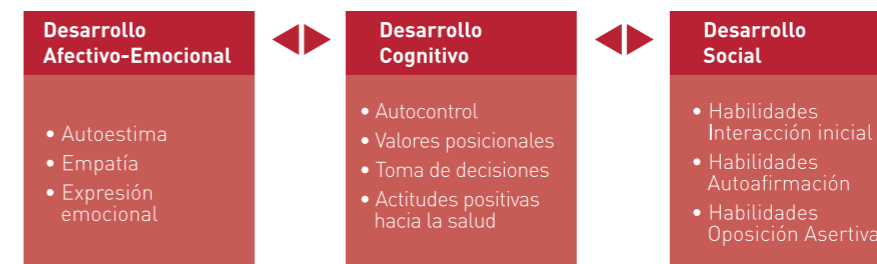 Desarrollo
Afectivo-Emocional
• Autoestima
• Empatía
• Expresión
emocional
Desarrollo
Cognitivo
• Autocontrol
• Valores posicionales
• Toma de decisiones
• Actitudes positivas
hacia la salud
Desarrollo
Social
• Habilidades
Interacción inicial
• Habilidades
Autoafirmación
• Habilidades
Oposición Asertiva